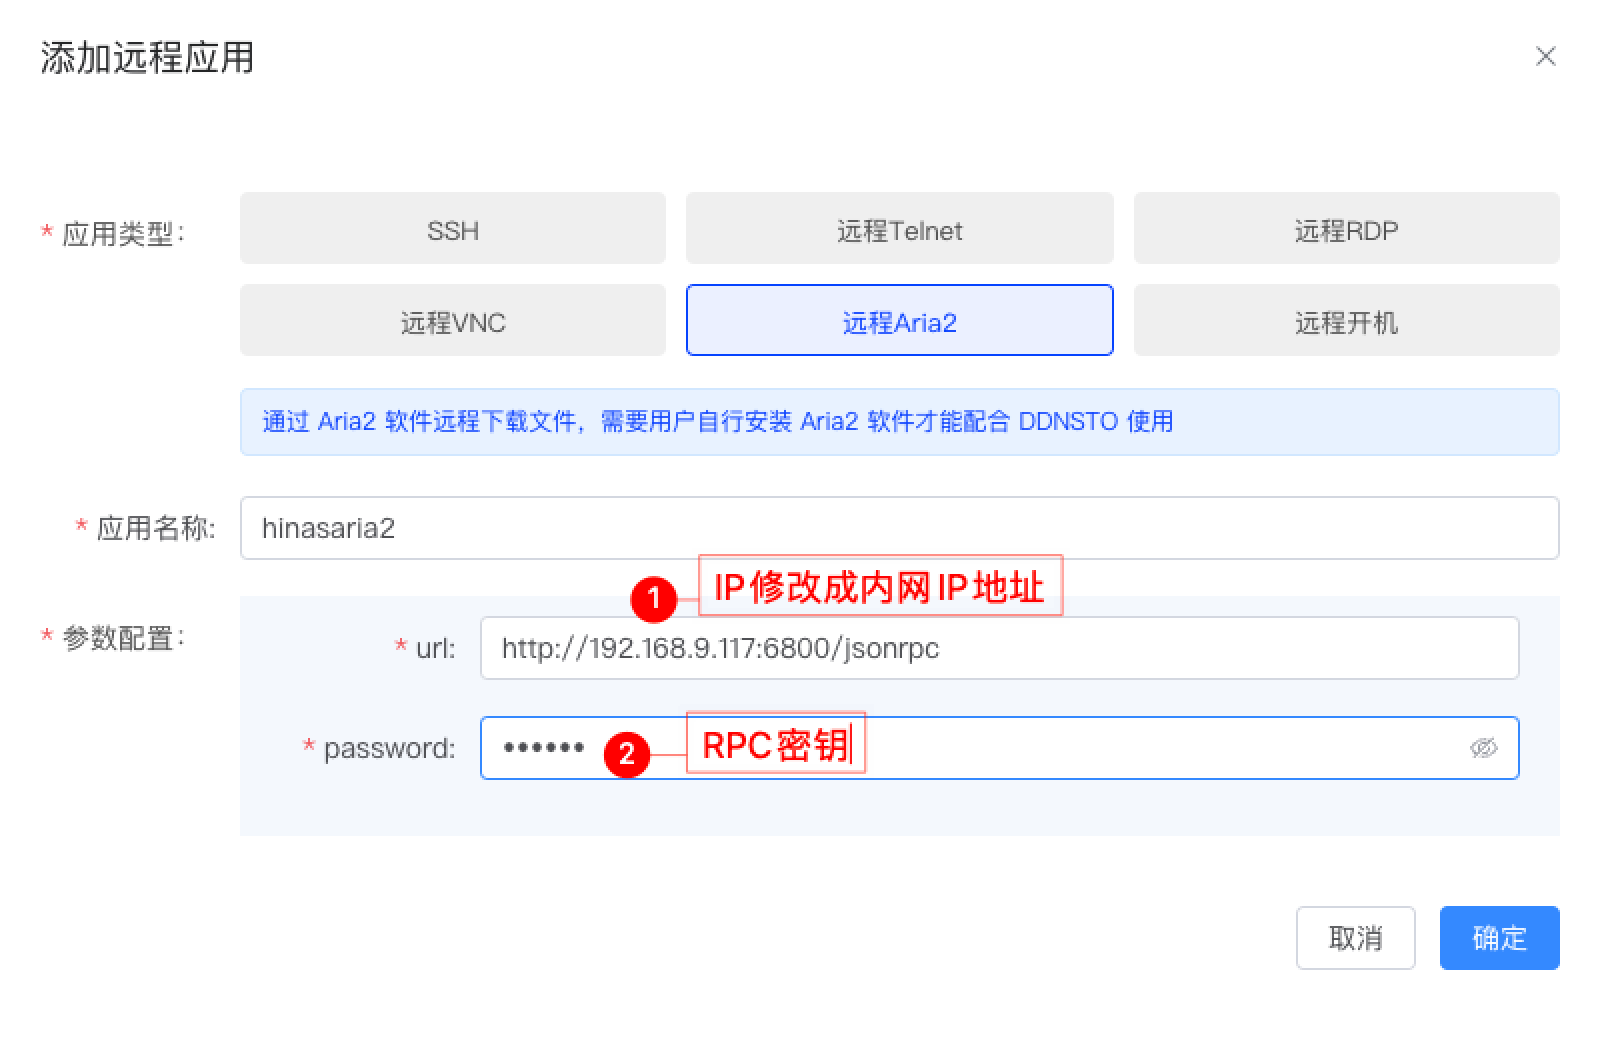 添加远程应用
* 应用类型:
SSH
远程Telnet
远程RDP
远程VNC
远程Aria2
远程开机
通过 Aria2 软件远程下载文件，需要用户自行安装 Aria2 软件才能配合 DDNSTO 使用
* 应用名称:
hinasaria2
1
IP修改成内网IP地址
* 参数配置:
* url:
http://192.168.9.117:6800/jsonrpc
* password:
••••••
2
RPC密钥
取消
确定